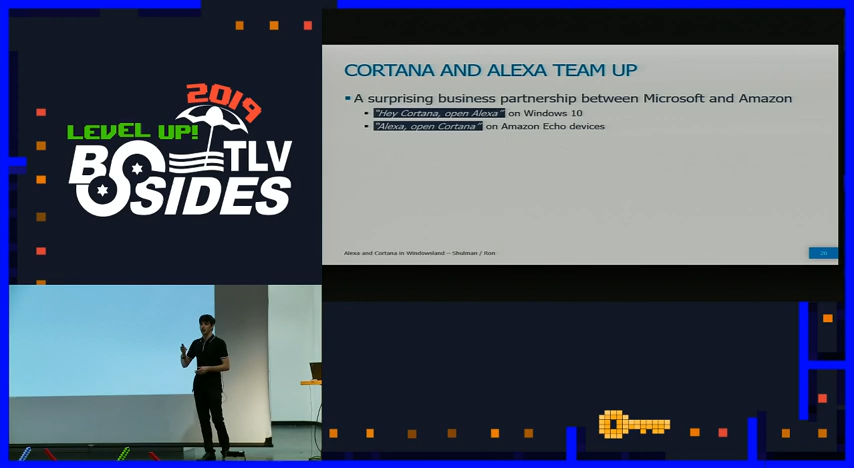 2019
LEVEL UP!
BSIDES TLV
CORTANA AND ALEXA TEAM UP
A surprising business partnership between Microsoft and Amazon
"Hey Cortana, open Alexa" on Windows 10
"Alexa, open Cortana" on Amazon Echo devices
Alexa and Cortana in Windowsland – Shulman / Ron